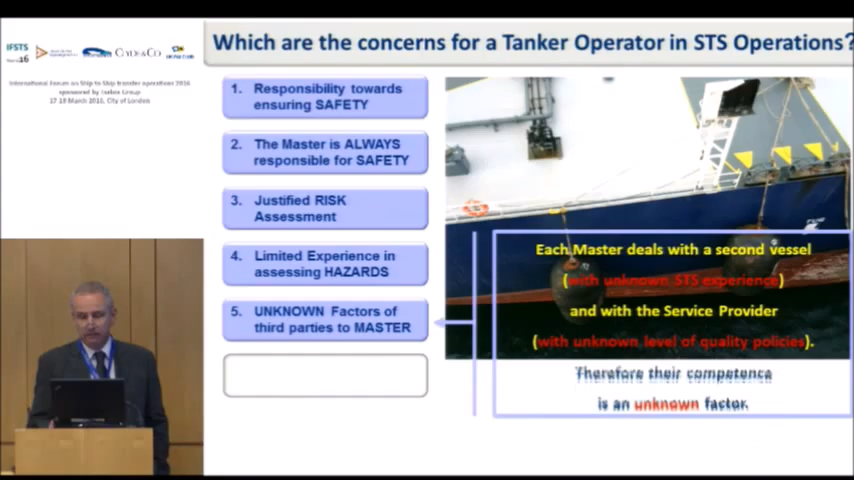 IFSTS
16
CLYDE&CO
International Forum on Ship to Ship transfer operations 2016
17 18 March 2016, City of London
Which are the concerns for a Tanker Operator in STS Operations?
1. Responsibility towards
ensuring SAFETY
2. The Master is ALWAYS
responsible for SAFETY
3. Justified RISK
Assessment
4. Limited Experience in
assessing HAZARDS
5. UNKNOWN Factors of
third parties to MASTER
Each Master deals with a second vessel
(with unknown STS experience)
and with the Service Provider
(with unknown level of quality policies).
Therefore their competence
is an unknown factor.